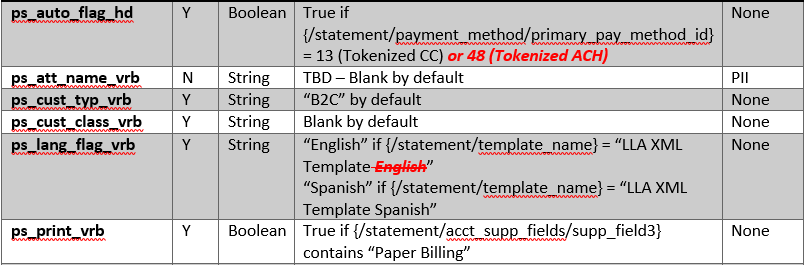 ps_auto_flag_hd Y Boolean True if None
{/statement/payment_method/primary_pay_method_id}
= 13 (Tokenized CC) or 48 (Tokenized ACH)
ps_att_name_vrb N String TBD – Blank by default PII
ps_cust_typ_vrb Y String “B2C” by default None
ps_cust_class_vrb Y String Blank by default None
ps_lang_flag_vrb Y String “English” if {/statement/template_name} = “LLA XML None
Template English”
“Spanish” if {/statement/template_name} = “LLA XML
Template Spanish”
ps_print_vrb Y Boolean True if {/statement/acct_supp_fields/supp_field3} None
contains “Paper Billing”